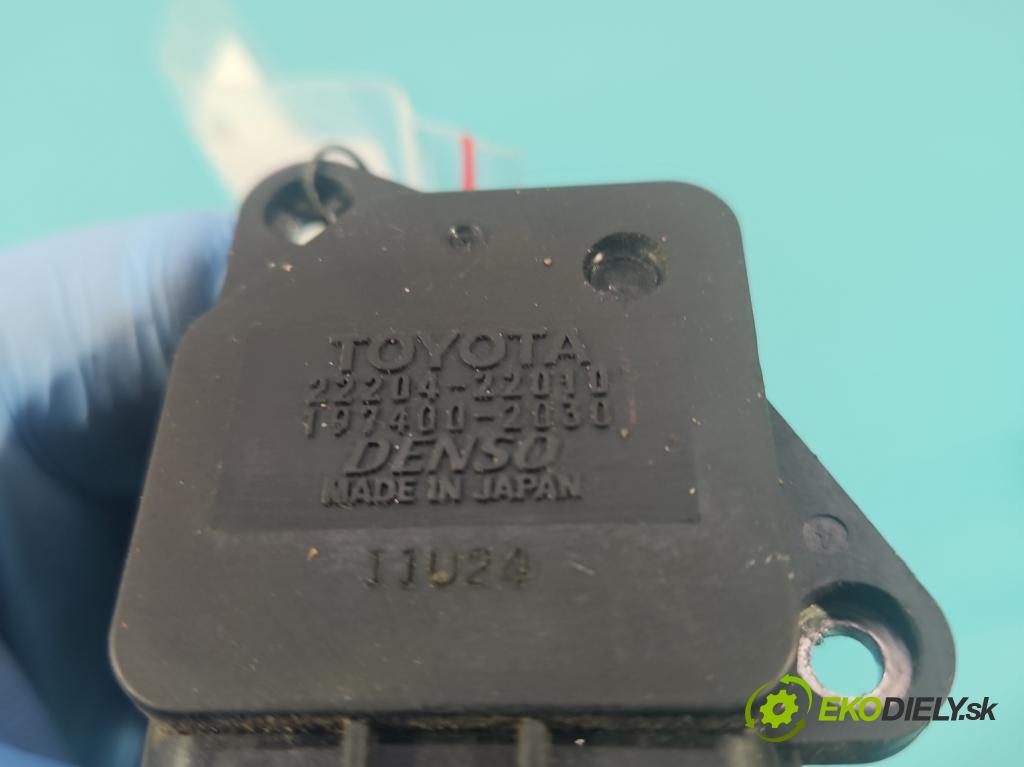 TOYOTA
22204-22010
197400-2030
DENSO
MADE IN JAPAN
11U24
EKODIELY.sk